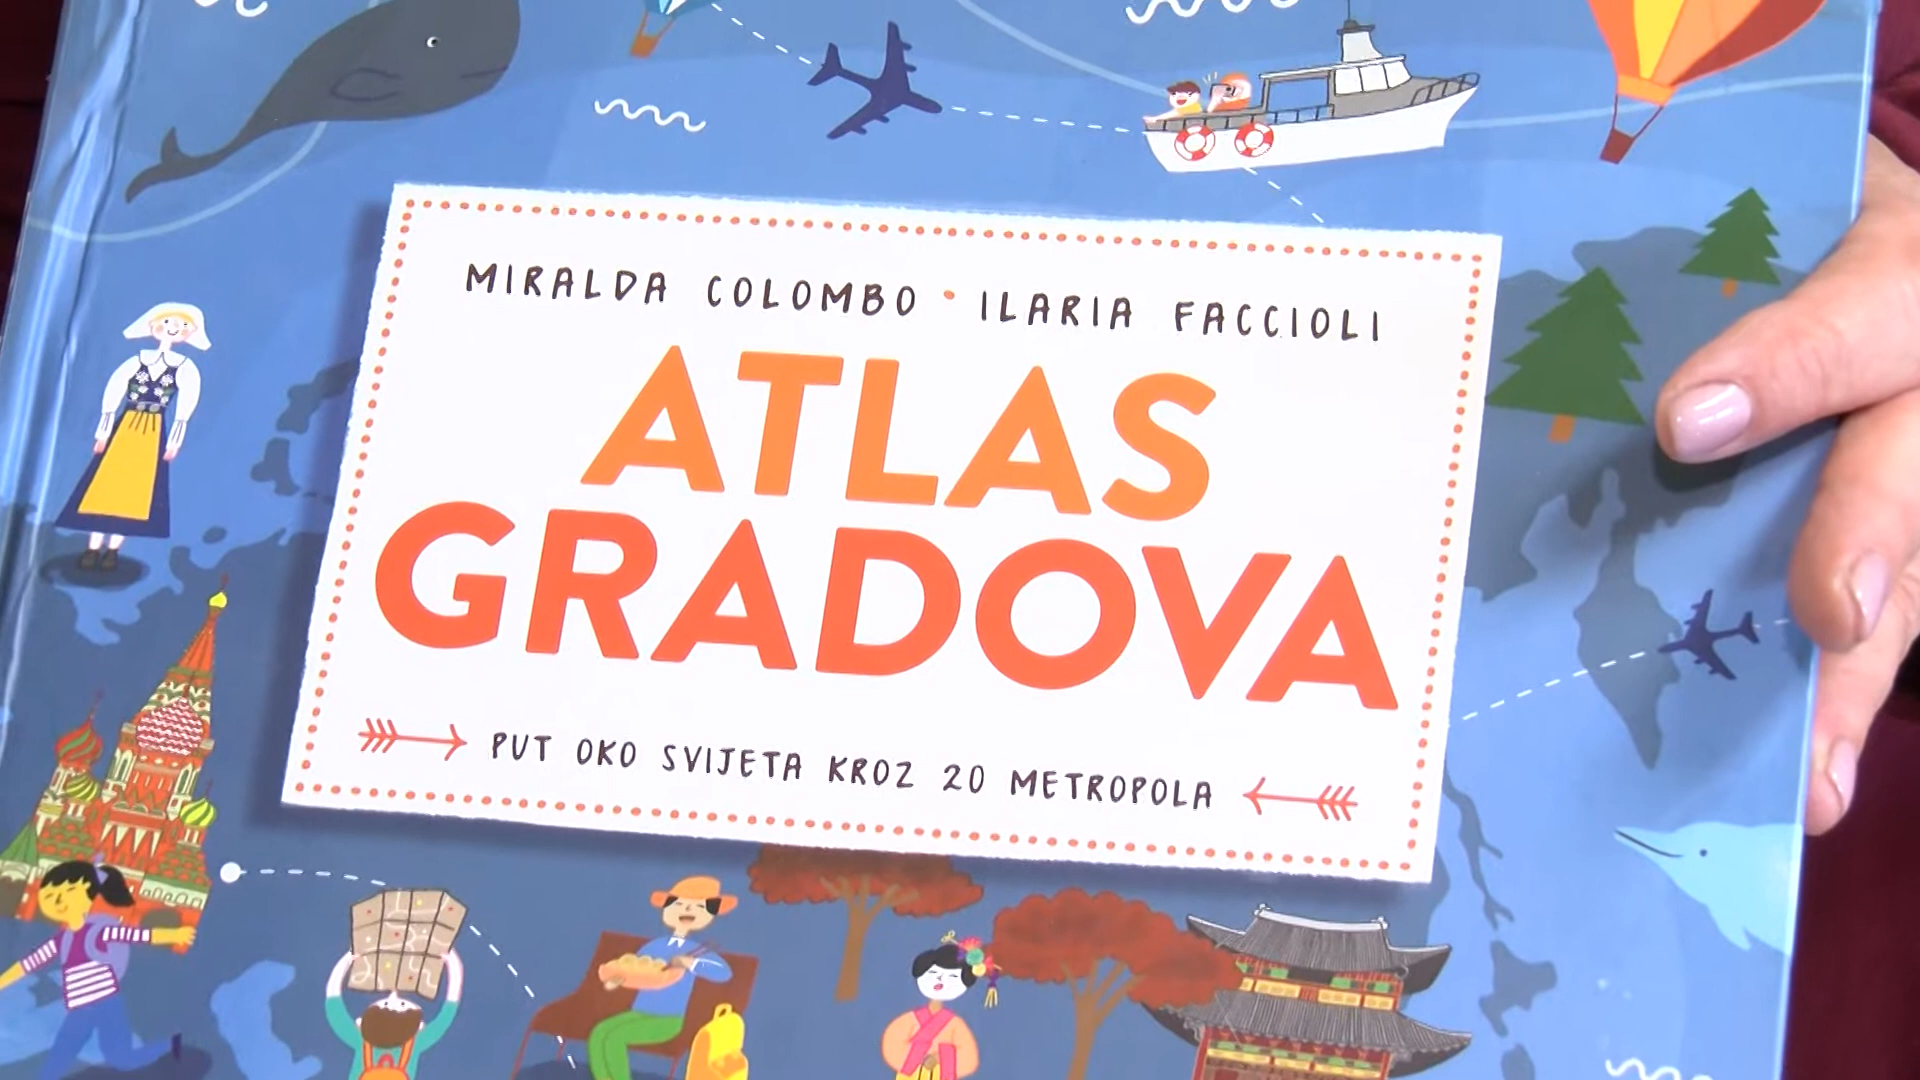 MIRALDA COLOMBO • ILARIA FACCIOLI
ATLAS
GRADOVA
PUT OKO SVIJETA KROZ 20 METROPOLA